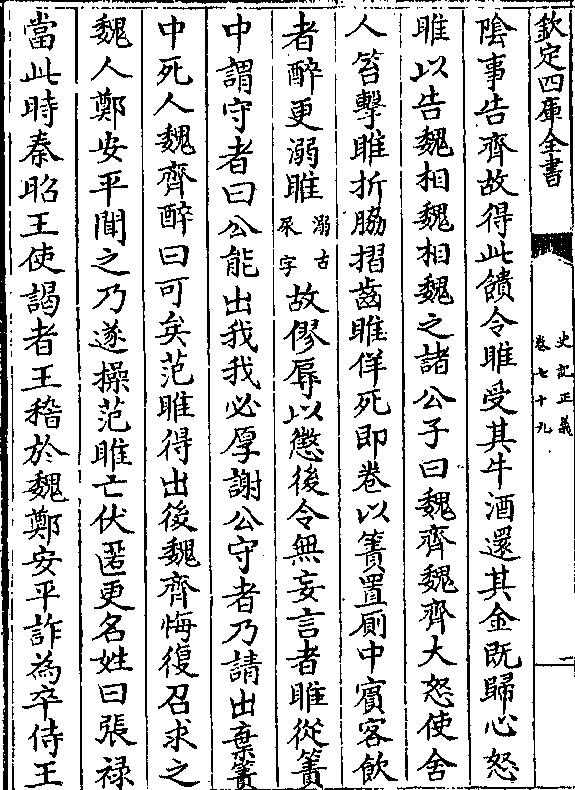 欽定四庫全書
史記正義
卷七十九
一
陰事告齊故得此饋令睢受其牛酒還其金既歸心怒
睢以告魏相魏相魏之諸公子曰魏齊魏齊大怒使舍
人笞擊睢折脇摺齒睢佯死即卷以簀置厠中賓客飲
者醉更溺睢溺古尿字故僇辱以懲後令無妄言者睢從簀
中謂守者曰公能出我我必厚謝公守者乃請出棄簀
中死人魏齊醉曰可矣范睢得出後魏齊悔復召求之
魏人鄭安平聞之乃遂操范睢亡伏匿更名姓曰張祿
當此時秦昭王使謁者王稽於魏鄭安平詐為卒侍王